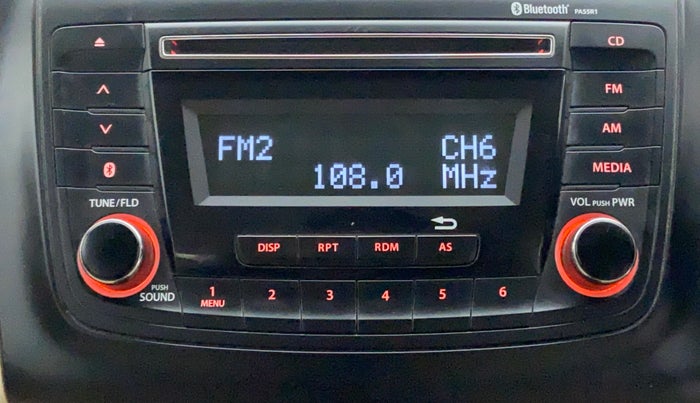 Bluetooth® PA55R1
CD
FM
AM
MEDIA
FM2 CH6
108.0 MHz
TUNE/FLD
VOL PUSH PWR
DISP RPT RDM AS
PUSH
SOUND
1 2 3 4 5 6
MENU